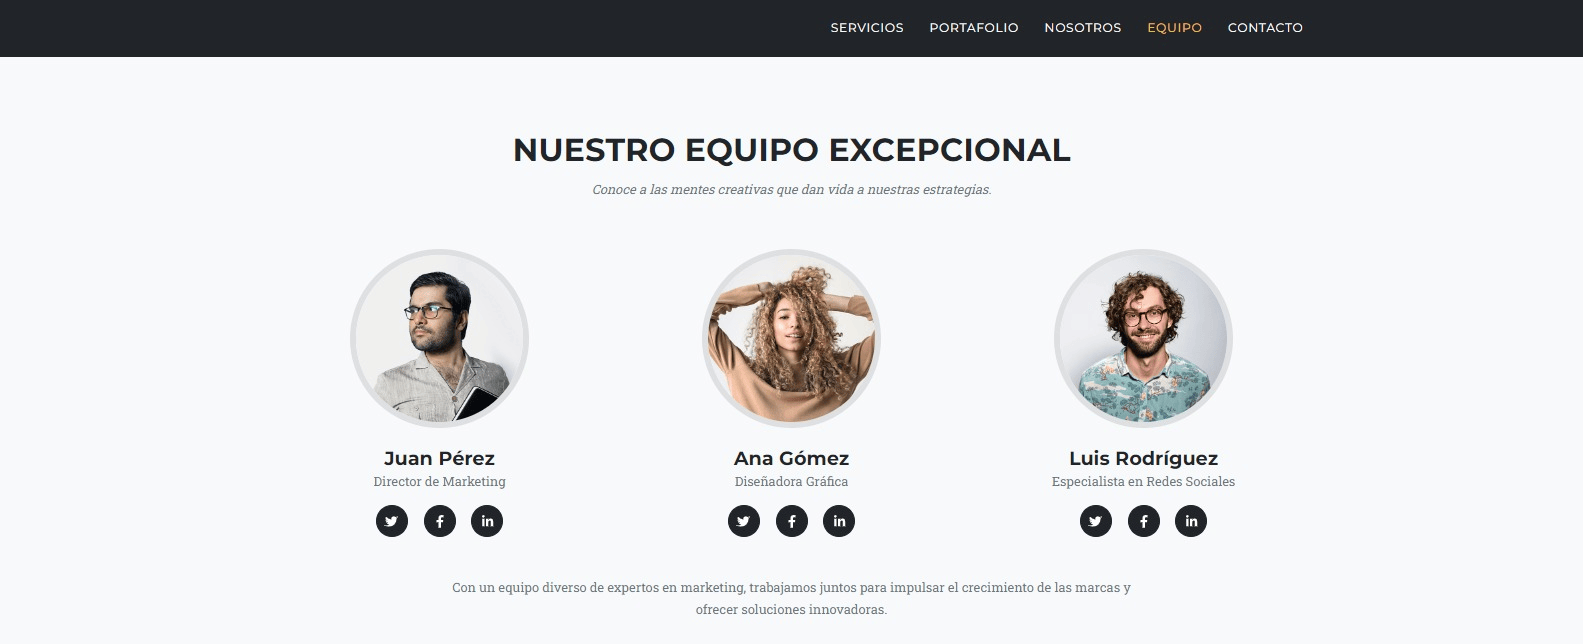 SERVICIOS PORTAFOLIO NOSOTROS EQUIPO CONTACTO
NUESTRO EQUIPO EXCEPCIONAL
Conoce a las mentes creativas que dan vida a nuestras estrategias.
Juan Pérez
Director de Marketing
Ana Gómez
Diseñadora Gráfica
Luis Rodríguez
Especialista en Redes Sociales
Con un equipo diverso de expertos en marketing, trabajamos juntos para impulsar el crecimiento de las marcas y
ofrecer soluciones innovadoras.